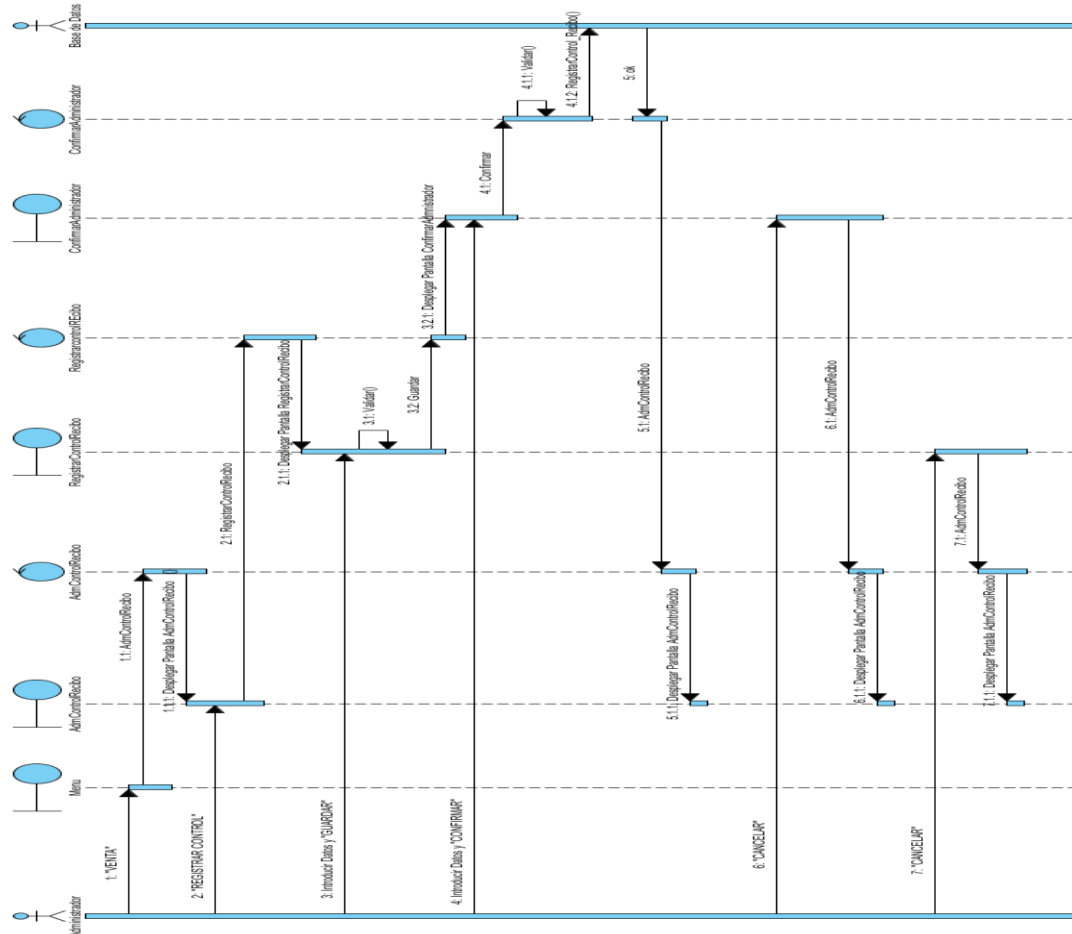 Administrador
Menu
AdmControlRecibo
AdmControlRecibo
RegistrarControlRecibo
RegistrarcontrolREcibo
ConfirmarAdministrador
ConfirmarAdministrador
Base de Datos
1: "VENTA"
1.1: AdmControlRecibo
1.1.1: Desplegar Pantalla AdmControlRecibo
2: "REGISTRAR CONTROL"
2.1: RegistrarControlRecibo
2.1.1: Desplegar Pantalla RegistrarControlRecibo
3: Introducir Datos y "GUARDAR"
3.1: Validar()
3.2: Guardar
3.2.1: Desplegar Pantalla ConfirmarAdministrador
4: Introducir Datos y "CONFIRMAR"
4.1: Confirmar
4.1.1: Validar()
4.1.2: RegistrarControl_Recibo()
5: ok
5.1: AdmControlRecibo
5.1.1: Desplegar Pantalla AdmControlRecibo
6: "CANCELAR"
6.1: AdmControlRecibo
6.1.1: Desplegar Pantalla AdmControlRecibo
7: "CANCELAR"
7.1: AdmControlRecibo
7.1.1: Desplegar Pantalla AdmControlRecibo